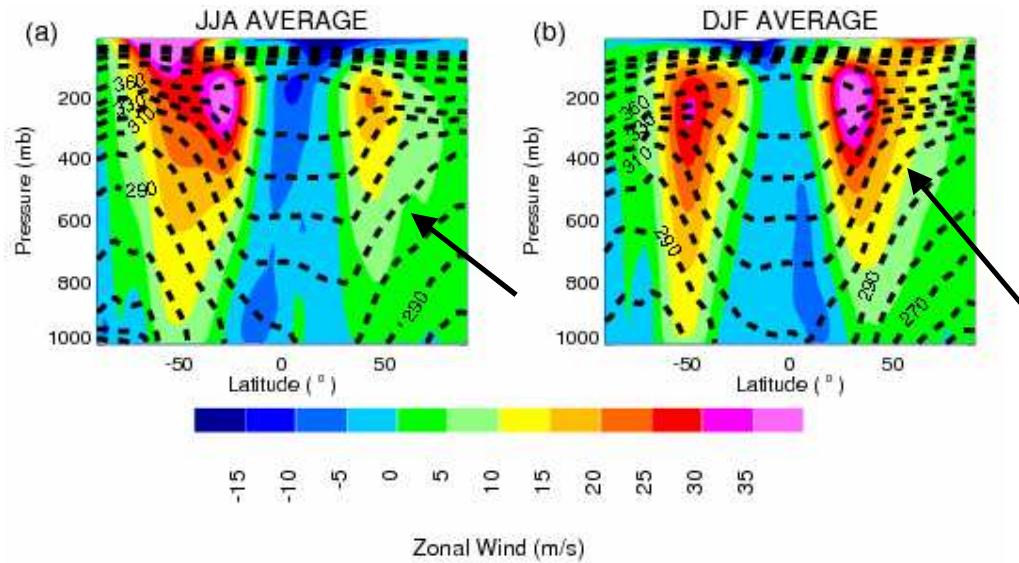 (a) JJA AVERAGE
(b) DJF AVERAGE
Pressure (mb)
200
400
600
800
1000
360
330
310
290
290
-50 0 50
Latitude ( ° )
Pressure (mb)
200
400
600
800
1000
360
330
310
290
290
270
-50 0 50
Latitude ( ° )
-15 -10 -5 0 5 10 15 20 25 30 35
Zonal Wind (m/s)